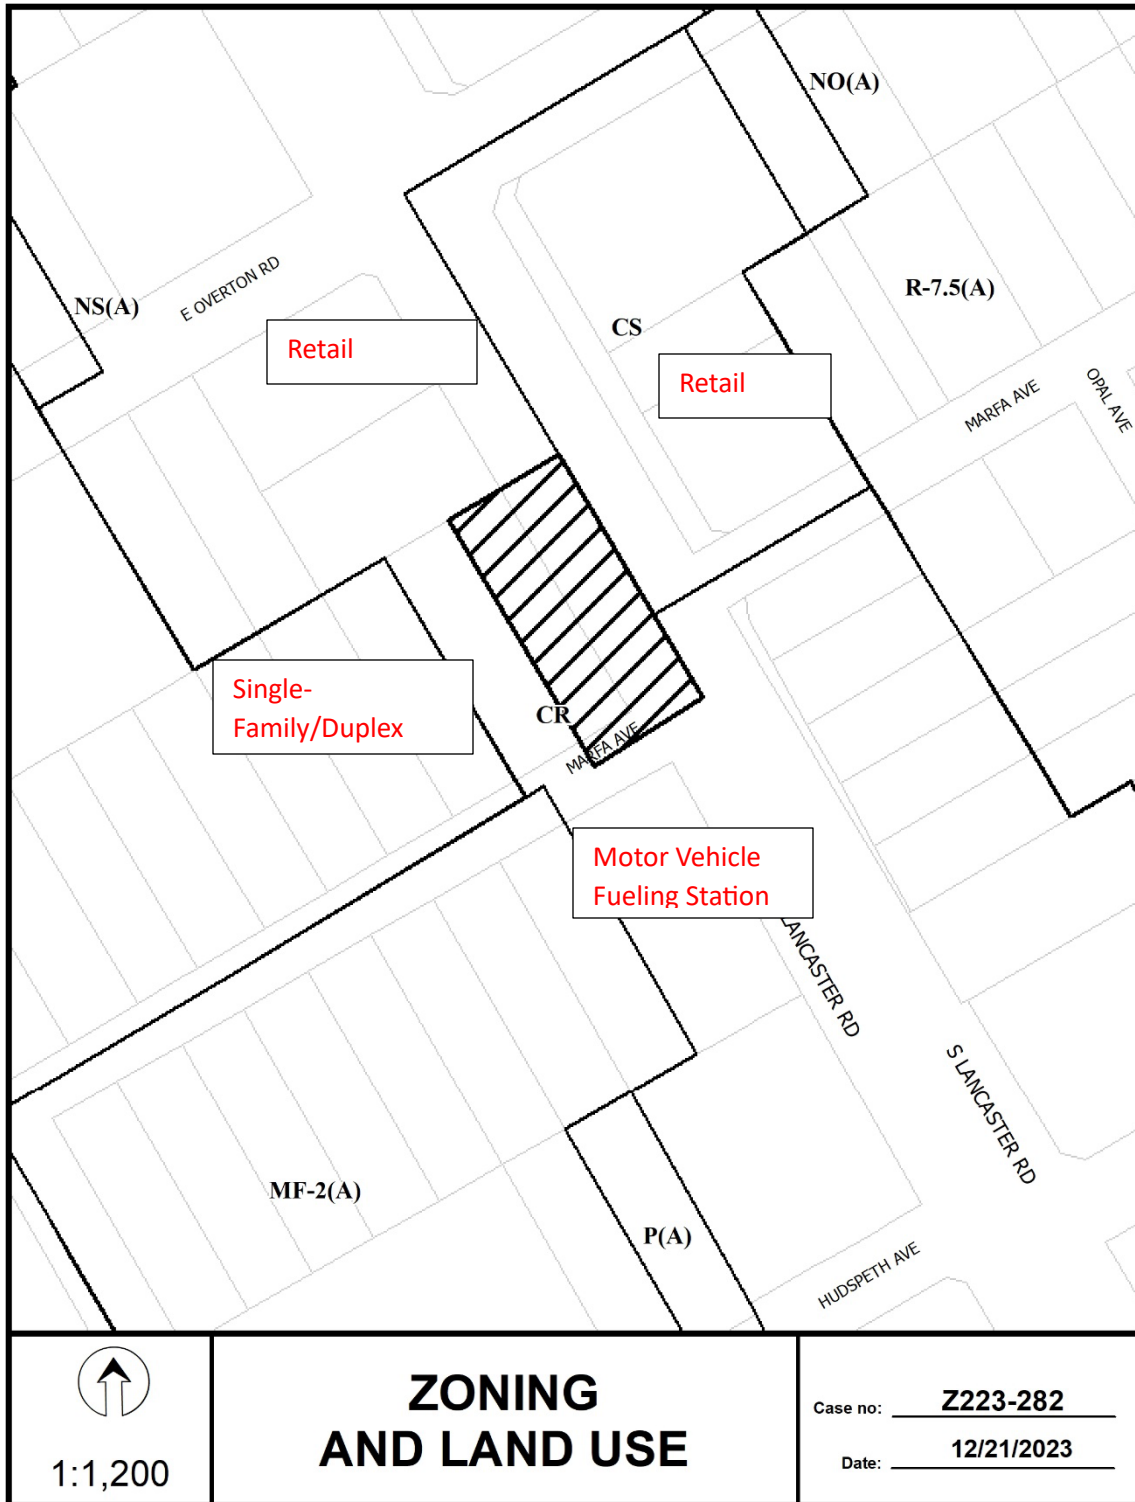 NO(A)
E OVERTON RD
NS(A)
R-7.5(A)
CS
Retail
Retail
MARFA AVE
OPAL AVE
Single-
Family/Duplex
CR
MARFA AVE
Motor Vehicle
Fueling Station
LANCASTER RD
S LANCASTER RD
MF-2(A)
P(A)
HUDSPETH AVE
1:1,200
ZONING
AND LAND USE
Case no: Z223-282
Date: 12/21/2023